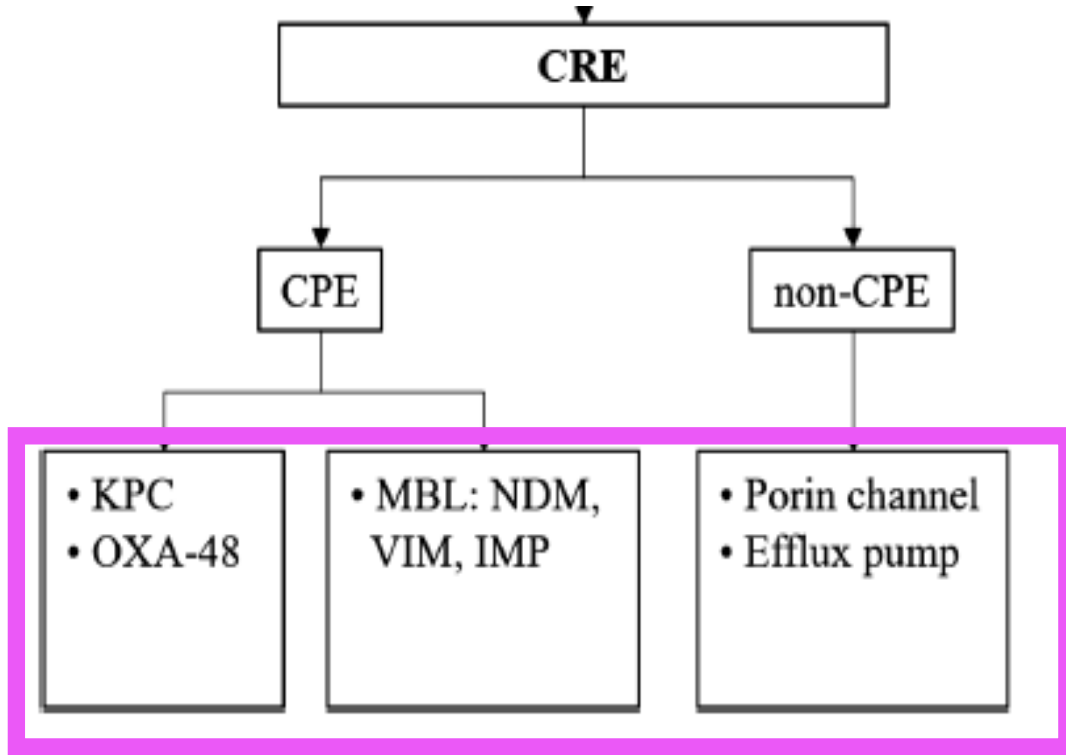 CRE
CPE
non-CPE
• KPC
• OXA-48
• MBL: NDM,
VIM, IMP
• Porin channel
• Efflux pump